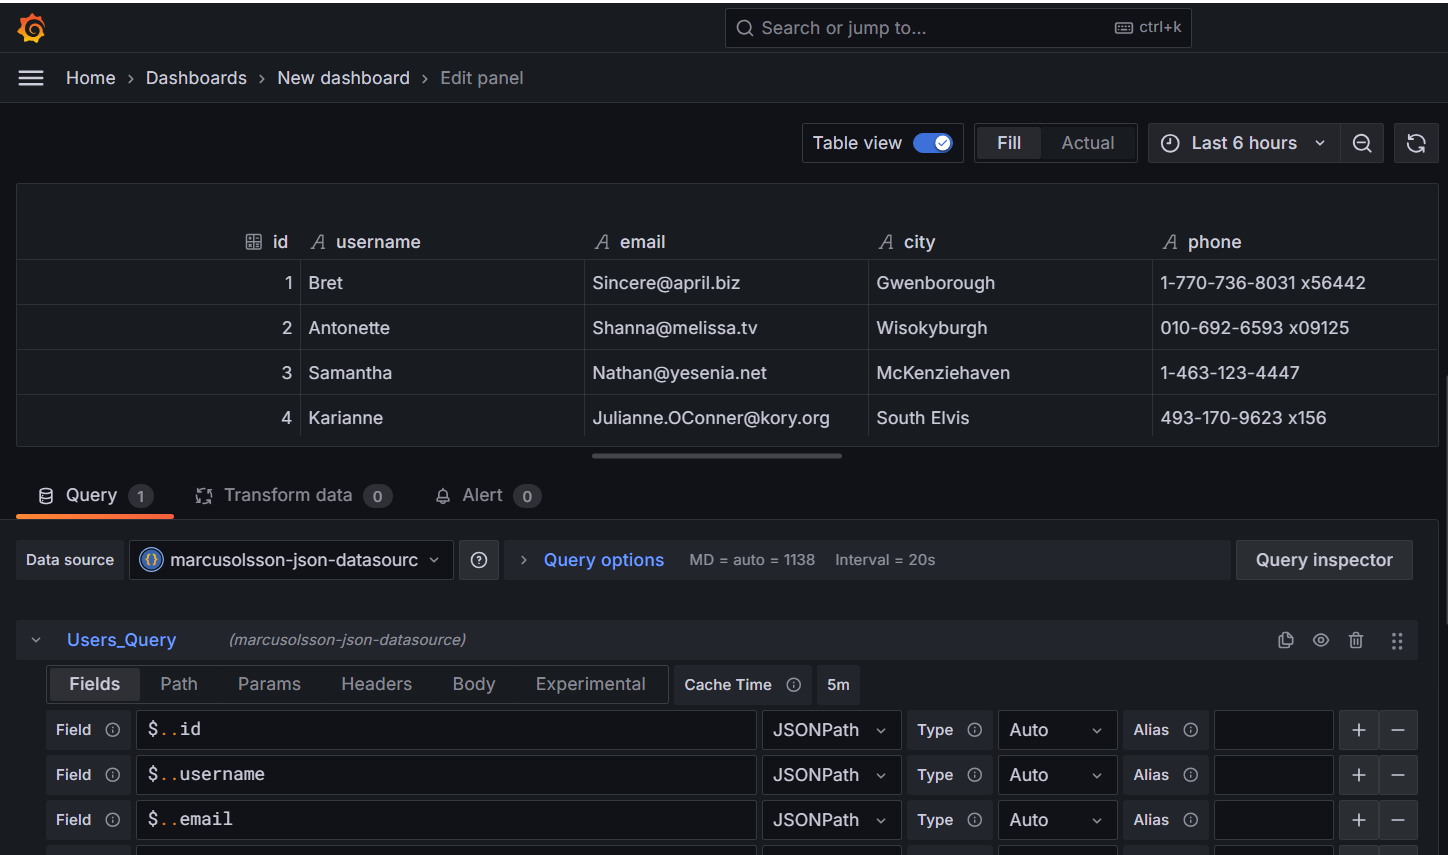 Search or jump to... ctrl+k
Home › Dashboards › New dashboard › Edit panel
Table view Fill Actual Last 6 hours
id username email city phone
1 Bret Sincere@april.biz Gwenborough 1-770-736-8031 x56442
2 Antonette Shanna@melissa.tv Wisokyburgh 010-692-6593 x09125
3 Samantha Nathan@yesenia.net McKenziehaven 1-463-123-4447
4 Karianne Julianne.OConner@kory.org South Elvis 493-170-9623 x156
Query 1 Transform data 0 Alert 0
Data source marcusolsson-json-datasourc Query options MD = auto = 1138 Interval = 20s Query inspector
Users_Query (marcusolsson-json-datasource)
Fields Path Params Headers Body Experimental Cache Time 5m
Field $..id JSONPath Type Auto Alias
Field $..username JSONPath Type Auto Alias
Field $..email JSONPath Type Auto Alias